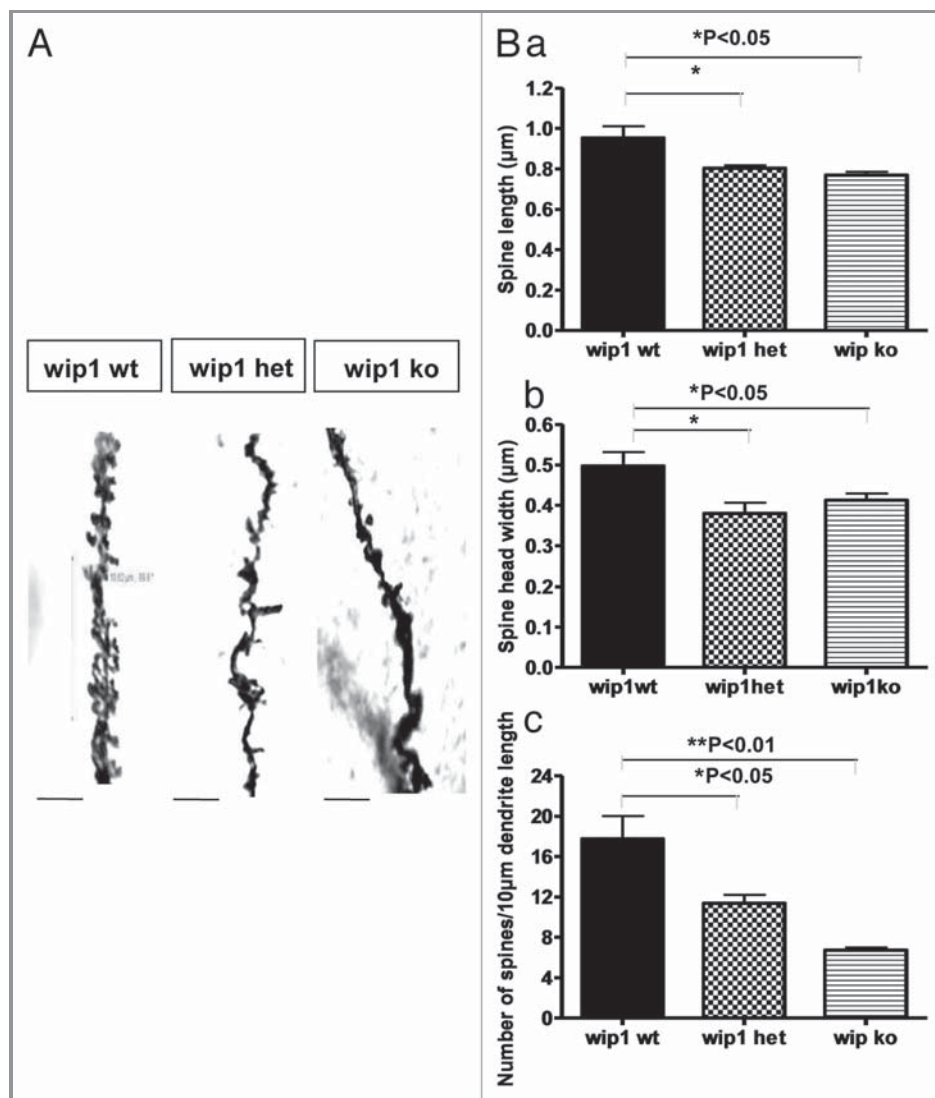 A
wip1 wt
wip1 het
wip1 ko
Ba
*P<0.05
*
Spine length (µm)
1.2
1.0
0.8
0.6
0.4
0.2
0.0
wip1 wt
wip1 het
wip ko
b
*P<0.05
*
Spine head width (µm)
0.6
0.5
0.4
0.3
0.2
0.1
0.0
wip1wt
wip1het
wip1ko
c
**P<0.01
*P<0.05
Number of spines/10µm dendrite length
24
20
16
12
8
4
0
wip1 wt
wip1 het
wip ko